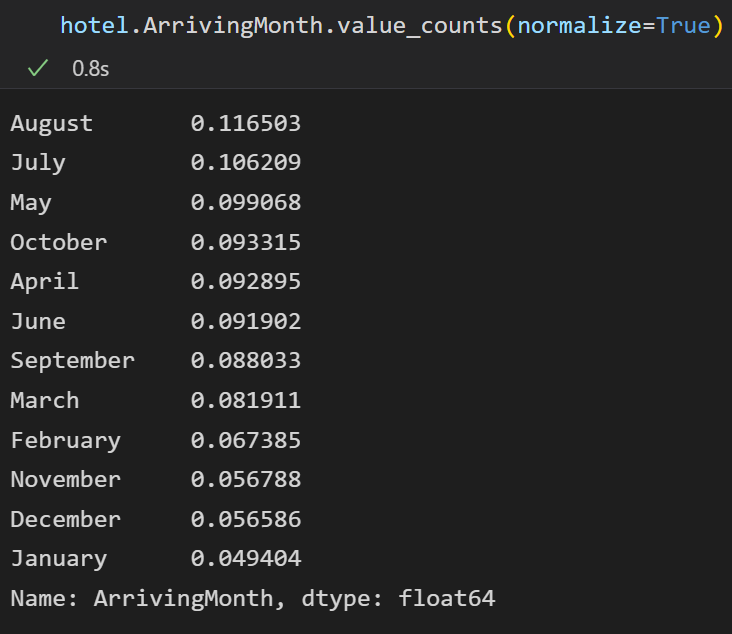 hotel.ArrivingMonth.value_counts(normalize=True)
0.8s
August 0.116503
July 0.106209
May 0.099068
October 0.093315
April 0.092895
June 0.091902
September 0.088033
March 0.081911
February 0.067385
November 0.056788
December 0.056586
January 0.049404
Name: ArrivingMonth, dtype: float64